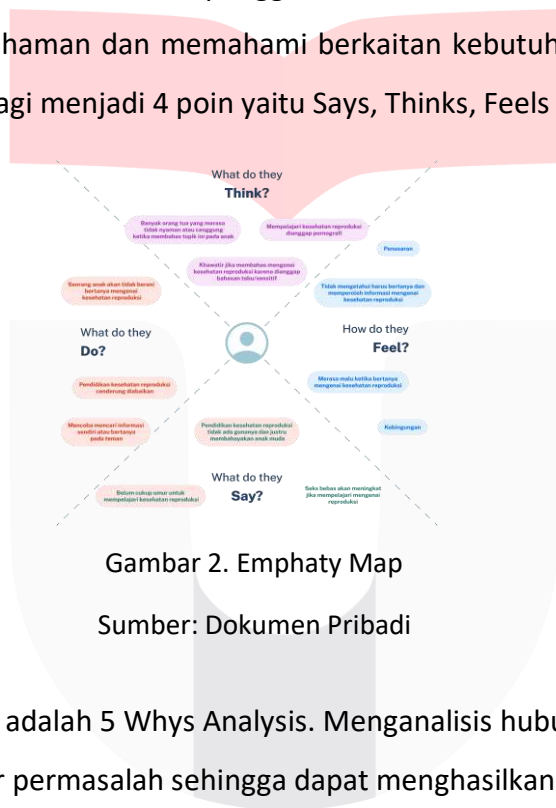 haman dan memahami berkaitan kebutuh
agi menjadi 4 poin yaitu Says, Thinks, Feels
What do they
Think?
Banyak orang tua yang merasa
tidak nyaman atau canggung
ketika membahas topik ini pada anak
Mempelajari kesehatan reproduksi
dianggap pornografi
Khawatir jika membahas mengenai
kesehatan reproduksi karena dianggap
bahasan tabu/sensitif
Penasaran
Seorang anak akan tidak berani
bertanya mengenai
kesehatan reproduksi
Tidak mengetahui harus bertanya dan
memperoleh informasi mengenai
kesehatan reproduksi
What do they
Do?
How do they
Feel?
Pendidikan kesehatan reproduksi
cenderung diabaikan
Merasa malu ketika bertanya
mengenai kesehatan reproduksi
Mencoba mencari informasi
sendiri atau bertanya
pada teman
Pendidikan kesehatan reproduksi
tidak ada gunanya dan justru
membahayakan anak muda
Kebingungan
What do they
Say?
Belum cukup umur untuk
mempelajari kesehatan reproduksi
Seks bebas akan meningkat
jika mempelajari mengenai
reproduksi
Gambar 2. Emphaty Map
Sumber: Dokumen Pribadi
adalah 5 Whys Analysis. Menganalisis hubu
r permasalah sehingga dapat menghasilkan